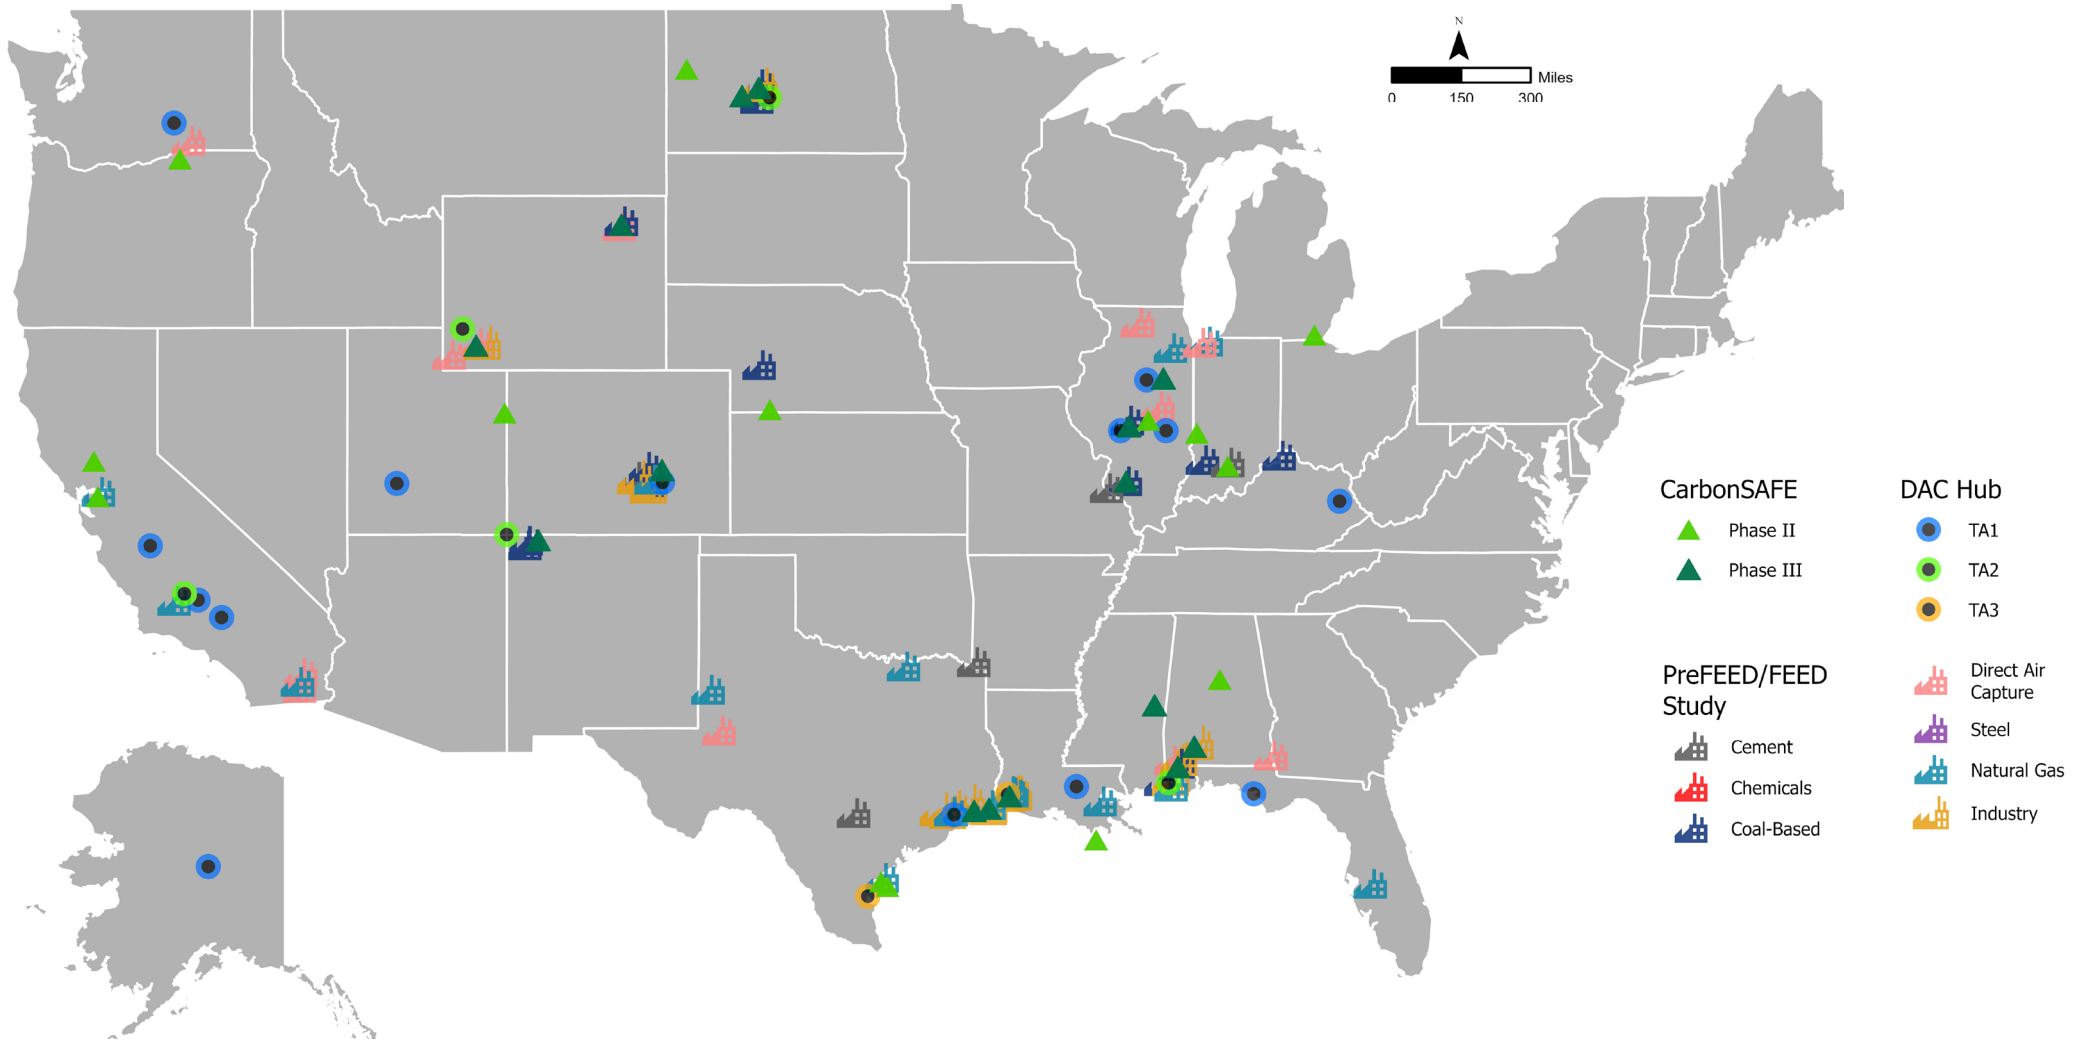 N
Miles
0 150 300
CarbonSAFE
Phase II
Phase III
DAC Hub
TA1
TA2
TA3
PreFEED/FEED
Study
Cement
Chemicals
Coal-Based
Direct Air
Capture
Steel
Natural Gas
Industry